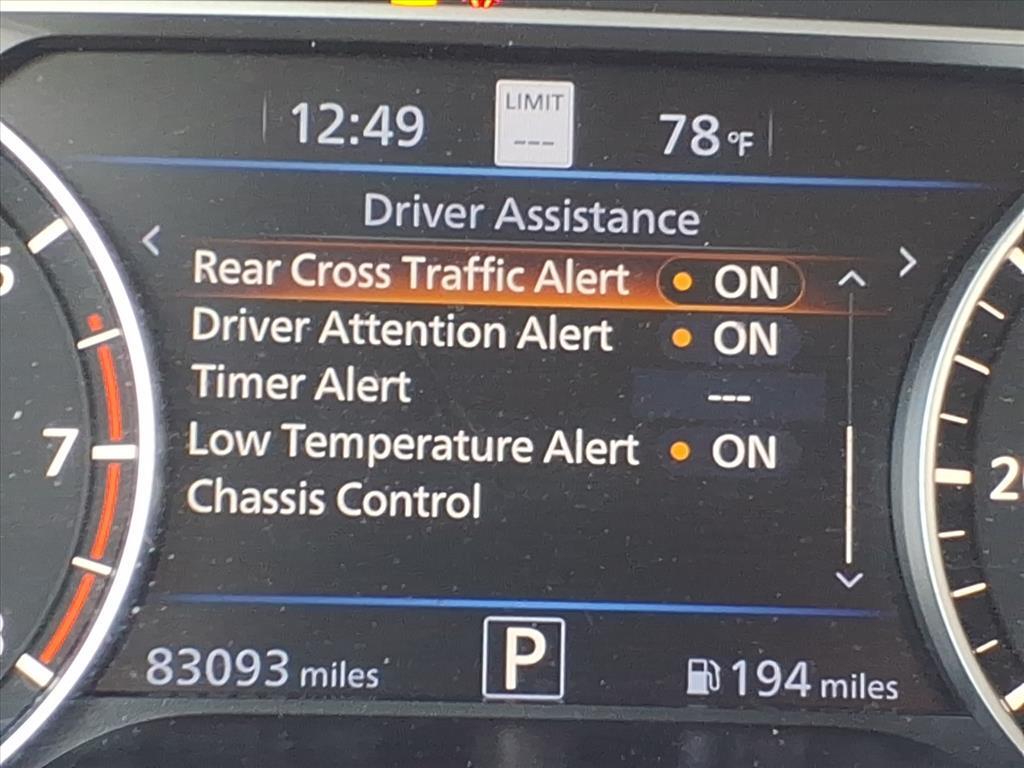 12:49 LIMIT --- 78 °F
Driver Assistance
Rear Cross Traffic Alert ON
Driver Attention Alert ON
Timer Alert ---
Low Temperature Alert ON
Chassis Control
7
83093 miles P 194 miles